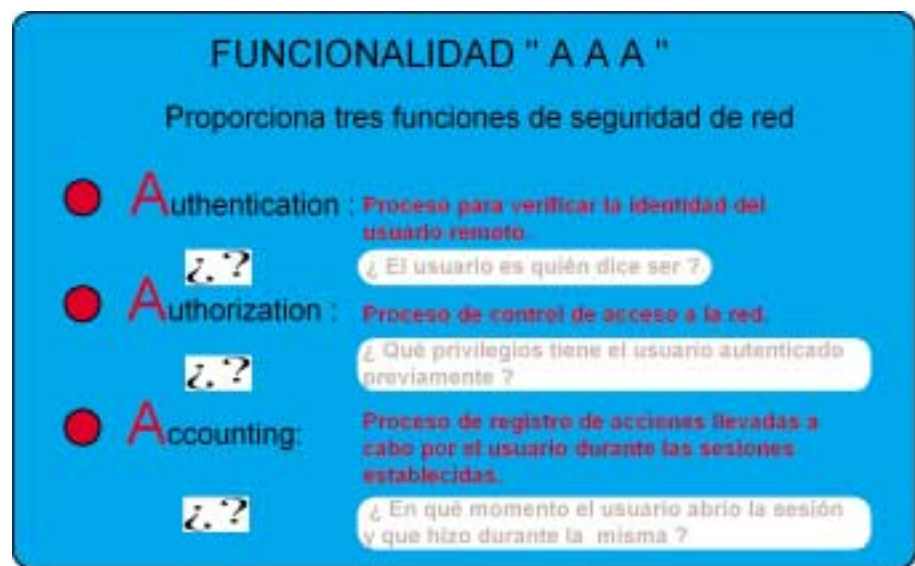 FUNCIONALIDAD " A A A "
Proporciona tres funciones de seguridad de red
Authentication : Proceso para verificar la identidad del
usuario remoto.
¿.?
¿ El usuario es quién dice ser ?
Authorization : Proceso de control de acceso a la red.
¿.?
¿ Qué privilegios tiene el usuario autenticado
previamente ?
Accounting: Proceso de registro de acciones llevadas a
cabo por el usuario durante las sesiones
establecidas.
¿.?
¿ En qué momento el usuario abrio la sesión
y que hizo durante la misma ?